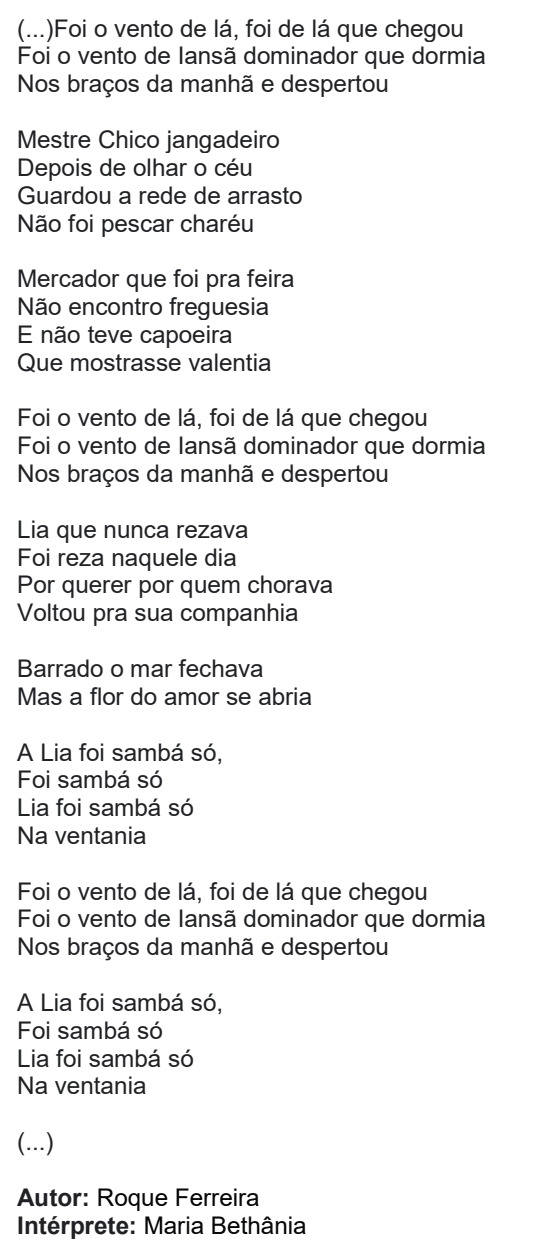 (...)Foi o vento de lá, foi de lá que chegou
Foi o vento de Iansã dominador que dormia
Nos braços da manhã e despertou

Mestre Chico jangadeiro
Depois de olhar o céu
Guardou a rede de arrasto
Não foi pescar charéu

Mercador que foi pra feira
Não encontro freguesia
E não teve capoeira
Que mostrasse valentia

Foi o vento de lá, foi de lá que chegou
Foi o vento de Iansã dominador que dormia
Nos braços da manhã e despertou

Lia que nunca rezava
Foi reza naquele dia
Por querer por quem chorava
Voltou pra sua companhia

Barrado o mar fechava
Mas a flor do amor se abria

A Lia foi sambá só,
Foi sambá só
Lia foi sambá só
Na ventania

Foi o vento de lá, foi de lá que chegou
Foi o vento de Iansã dominador que dormia
Nos braços da manhã e despertou

A Lia foi sambá só,
Foi sambá só
Lia foi sambá só
Na ventania

(...)

Autor: Roque Ferreira
Intérprete: Maria Bethânia